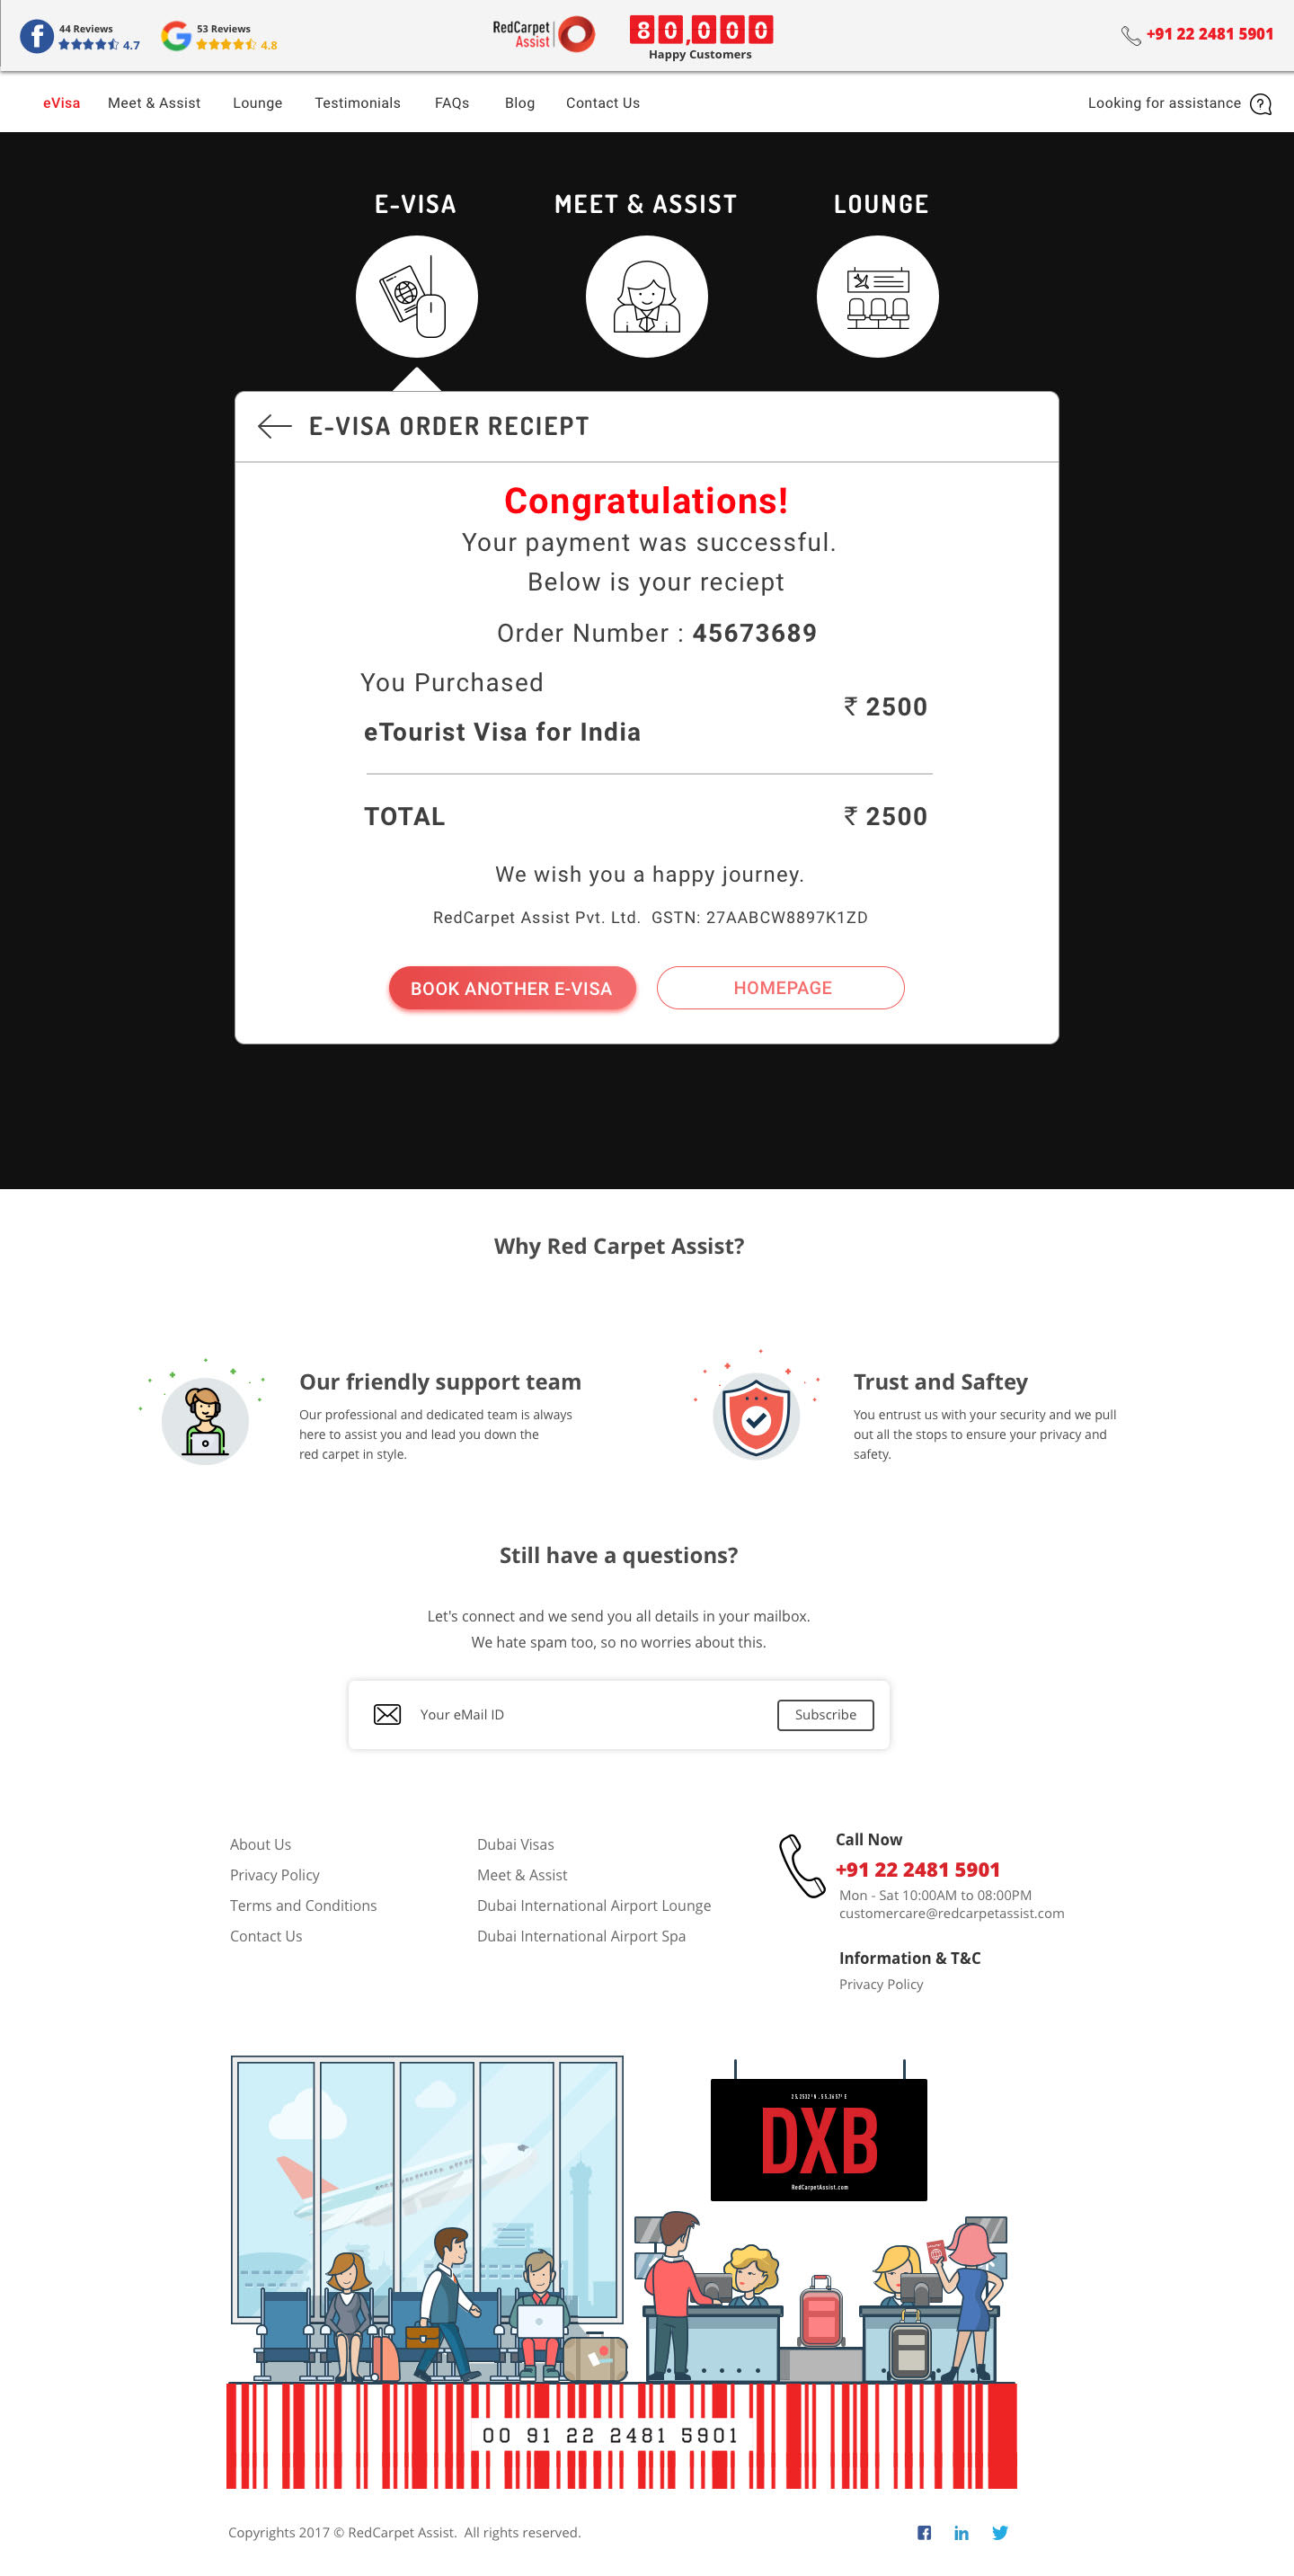 44 Reviews
4.7
53 Reviews
4.8
RedCarpet
Assist
80,000
Happy Customers
+91 22 2481 5901
eVisa Meet & Assist Lounge Testimonials FAQs Blog Contact Us Looking for assistance
E-VISA MEET & ASSIST LOUNGE
E-VISA ORDER RECIEPT
Congratulations!
Your payment was successful.
Below is your reciept
Order Number : 45673689
You Purchased
₹ 2500
eTourist Visa for India
TOTAL ₹ 2500
We wish you a happy journey.
RedCarpet Assist Pvt. Ltd. GSTN: 27AABCW8897K1ZD
BOOK ANOTHER E-VISA HOMEPAGE
Why Red Carpet Assist?
Our friendly support team
Our professional and dedicated team is always
here to assist you and lead you down the
red carpet in style.
Trust and Saftey
You entrust us with your security and we pull
out all the stops to ensure your privacy and
safety.
Still have a questions?
Let's connect and we send you all details in your mailbox.
We hate spam too, so no worries about this.
Your eMail ID Subscribe
About Us
Privacy Policy
Terms and Conditions
Contact Us
Dubai Visas
Meet & Assist
Dubai International Airport Lounge
Dubai International Airport Spa
Call Now
+91 22 2481 5901
Mon - Sat 10:00AM to 08:00PM
customercare@redcarpetassist.com
Information & T&C
Privacy Policy
DXB
RedCarpetAssist.com
00 91 22 2481 5901
Copyrights 2017 © RedCarpet Assist. All rights reserved.